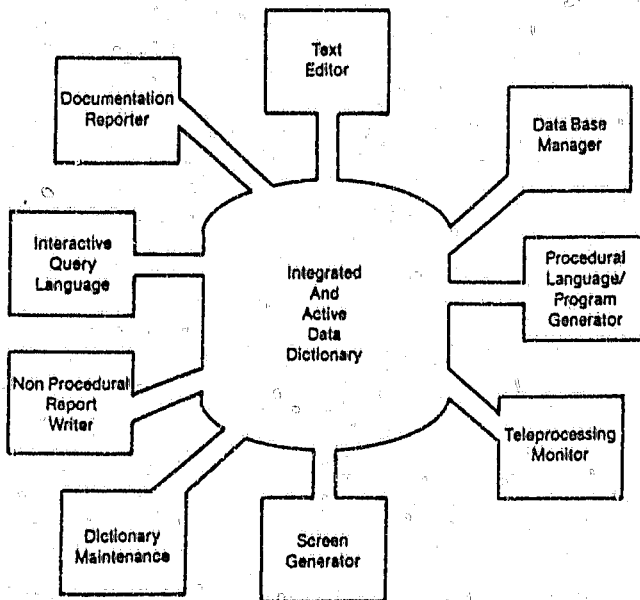 Text
Editor
Documentation
Reporter
Data Base
Manager
Interactive
Query
Language
Integrated
And
Active
Data
Dictionary
Procedural
Language/
Program
Generator
Non Procedural
Report
Writer
Teleprocessing
Monitor
Dictionary
Maintenance
Screen
Generator